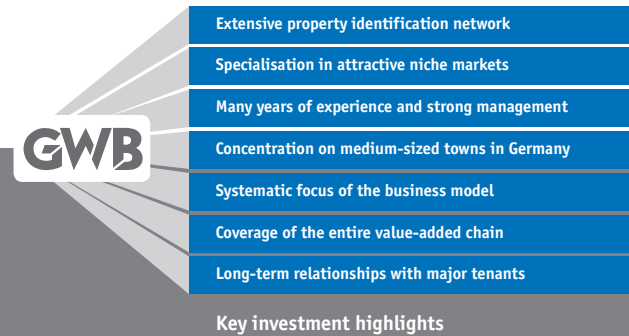 Extensive property identification network
Specialisation in attractive niche markets
Many years of experience and strong management
GWB
Concentration on medium-sized towns in Germany
Systematic focus of the business model
Coverage of the entire value-added chain
Long-term relationships with major tenants
Key investment highlights